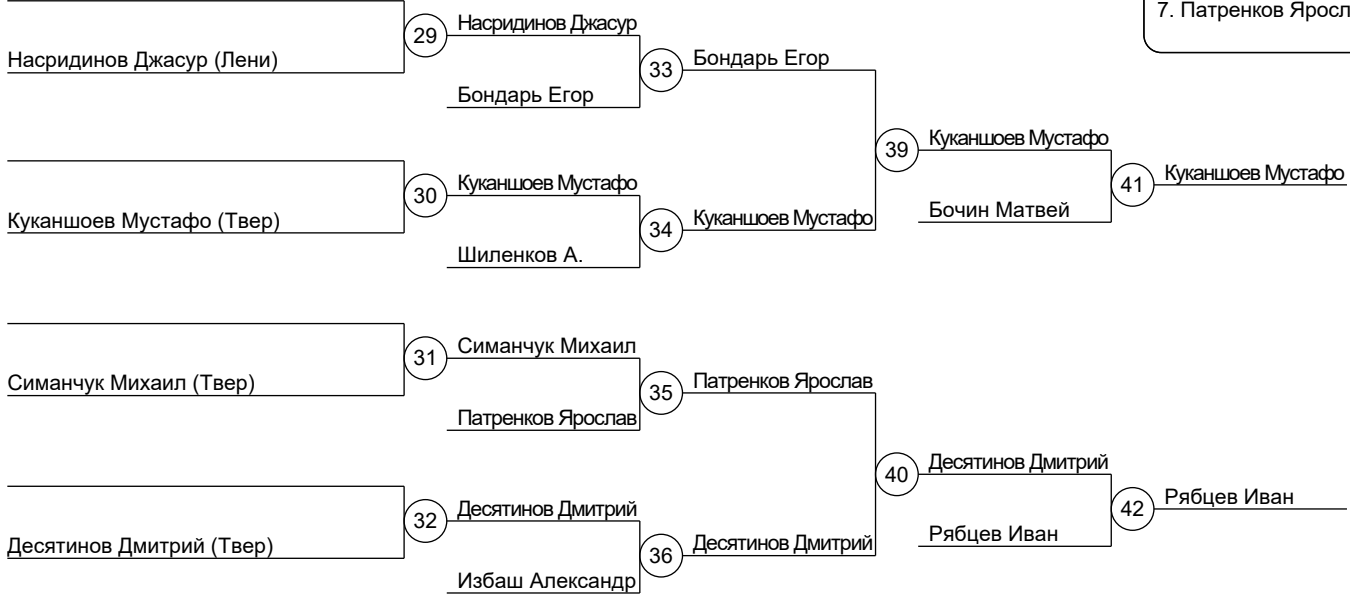 7. Патренков Яросл
29
Насридинов Джасур
Насридинов Джасур (Лени)
33
Бондарь Егор
Бондарь Егор
39
Куканшоев Мустафо
30
Куканшоев Мустафо
41
Куканшоев Мустафо
Куканшоев Мустафо (Твер)
34
Куканшоев Мустафо
Бочин Матвей
Шиленков А.
31
Симанчук Михаил
Симанчук Михаил (Твер)
35
Патренков Ярослав
Патренков Ярослав
40
Десятинов Дмитрий
32
Десятинов Дмитрий
42
Рябцев Иван
Десятинов Дмитрий (Твер)
36
Десятинов Дмитрий
Рябцев Иван
Избаш Александр